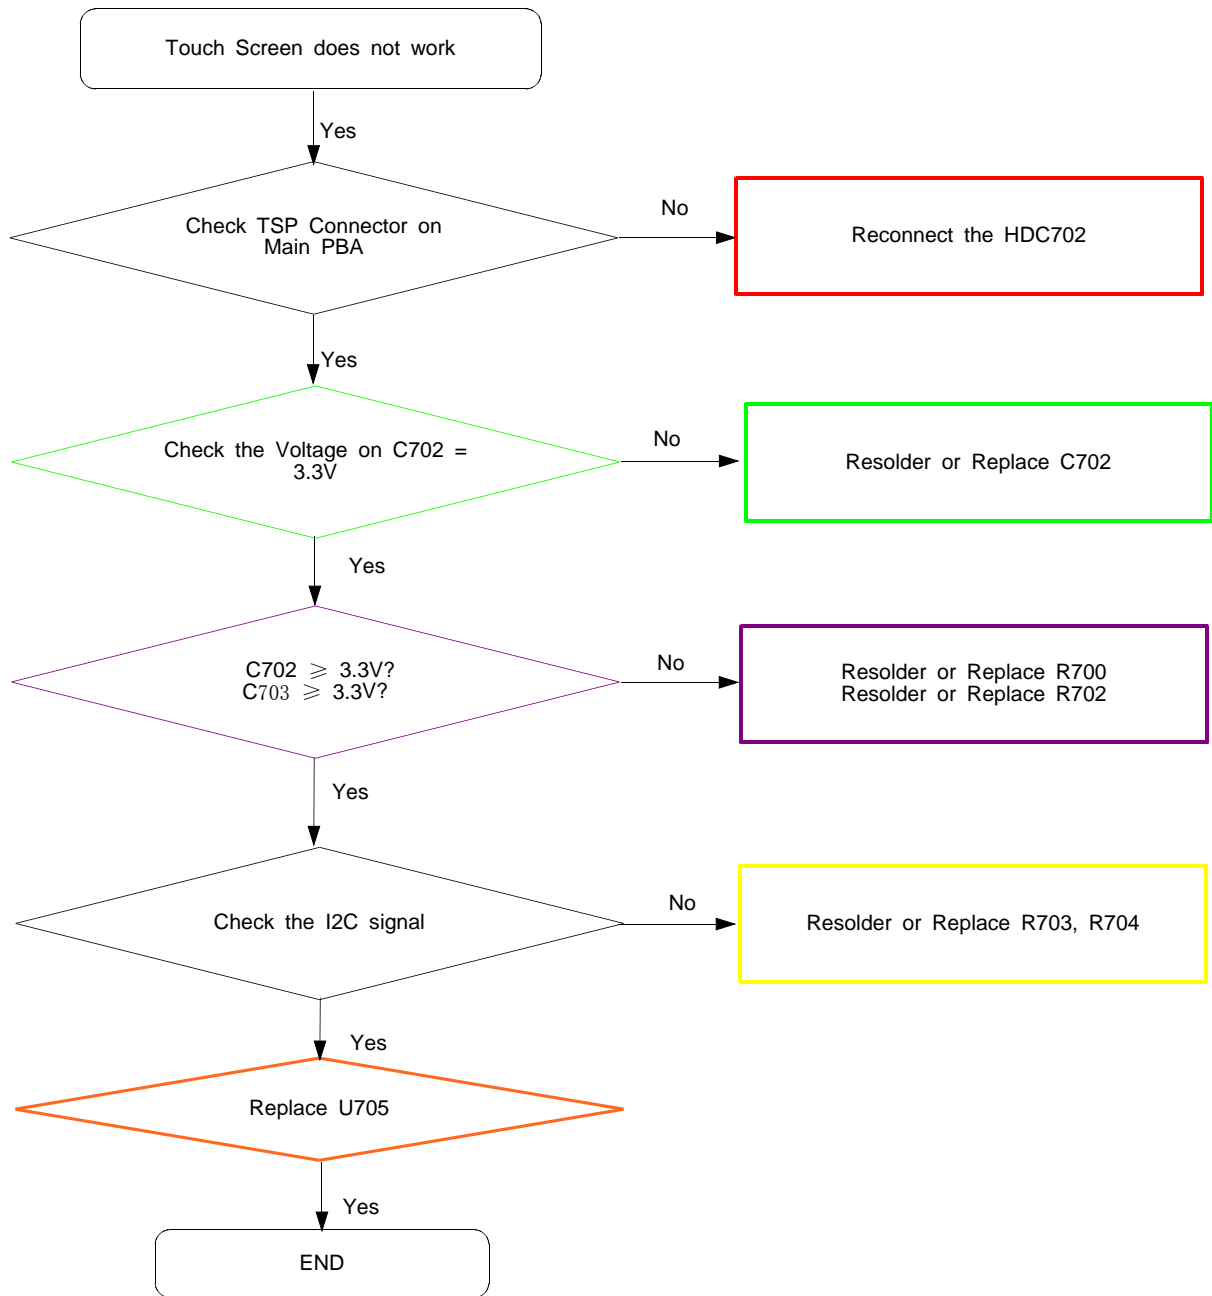 Touch Screen does not work
Yes
Check TSP Connector on
Main PBA
No
Reconnect the HDC702
Yes
Check the Voltage on C702 =
3.3V
No
Resolder or Replace C702
Yes
C702 ≥ 3.3V?
C703 ≥ 3.3V?
No
Resolder or Replace R700
Resolder or Replace R702
Yes
Check the I2C signal
No
Resolder or Replace R703, R704
Yes
Replace U705
Yes
END